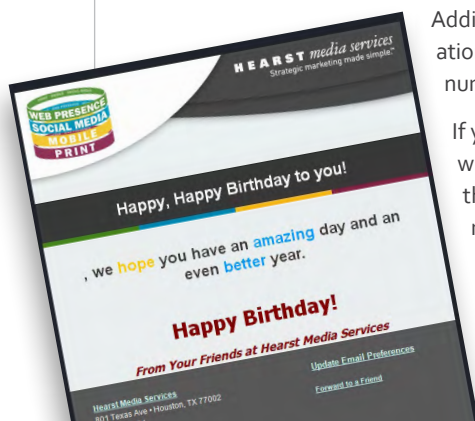 HEARST media services
Strategic marketing made simple.™
WEB PRESENCE
SOCIAL MEDIA
MOBILE
PRINT
Happy, Happy Birthday to you!
, we hope you have an amazing day and an
even better year.
Happy Birthday!
From Your Friends at Hearst Media Services
Hearst Media Services
801 Texas Ave • Houston, TX 77002
Update Email Preferences
Forward to a Friend
Addi
ation
nur
If y
w
th